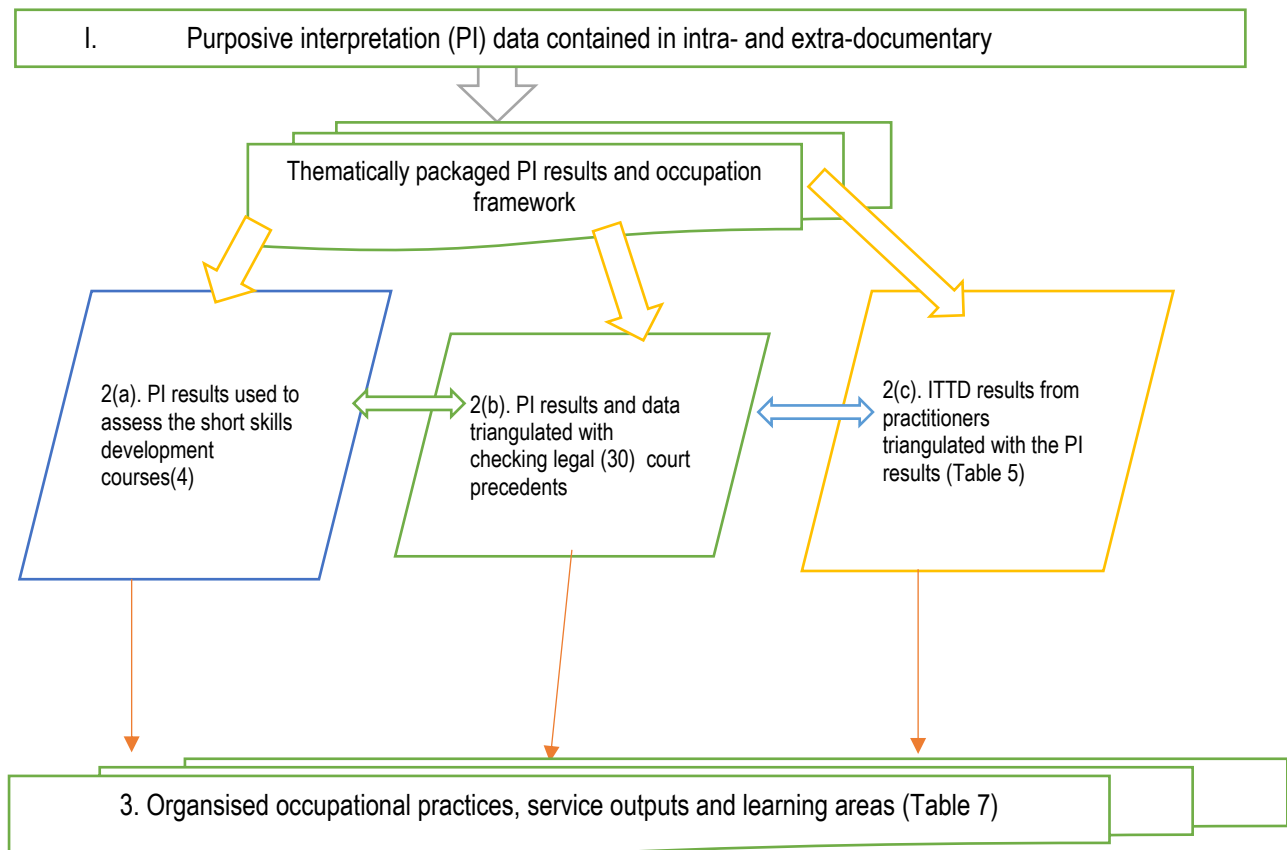 I. Purposive interpretation (PI) data contained in intra- and extra-documentary
Thematically packaged PI results and occupation
framework
2(a). PI results used to
assess the short skills
development
courses(4)
2(b). PI results and data
triangulated with
checking legal (30) court
precedents
2(c). ITTD results from
practitioners
triangulated with the PI
results (Table 5)
3. Organsised occupational practices, service outputs and learning areas (Table 7)